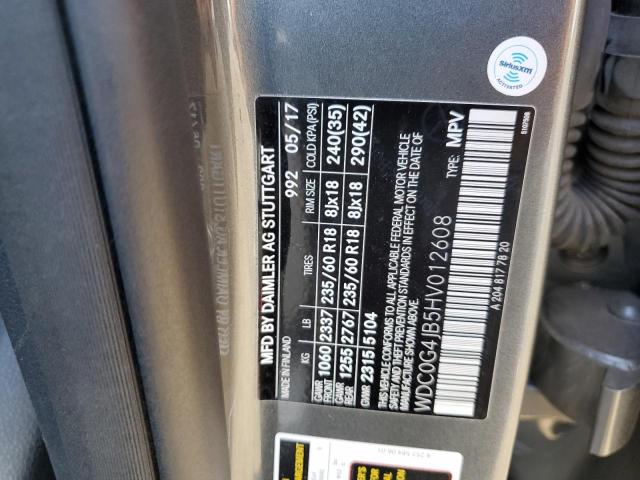 MFD BY DAIMLER AG STUTTGART
MADE IN FINLAND 992 05/17
KG LB TIRES RIM SIZE COLD KPA (PSI)
GAWR FRONT 1060 2337 235/60 R18 8Jx18 240(35)
GAWR REAR 1255 2767 235/60 R18 8Jx18 290(42)
GVWR 2315 5104
THIS VEHICLE CONFORMS TO ALL APPLICABLE FEDERAL MOTOR VEHICLE
SAFETY AND THEFT PREVENTION STANDARDS IN EFFECT ON THE DATE OF
MANUFACTURE SHOWN ABOVE.
WDC0G4JB5HV012608 TYPE: MPV
A 204 817 78 20
5107008
SiriusXM
ACTIVATED